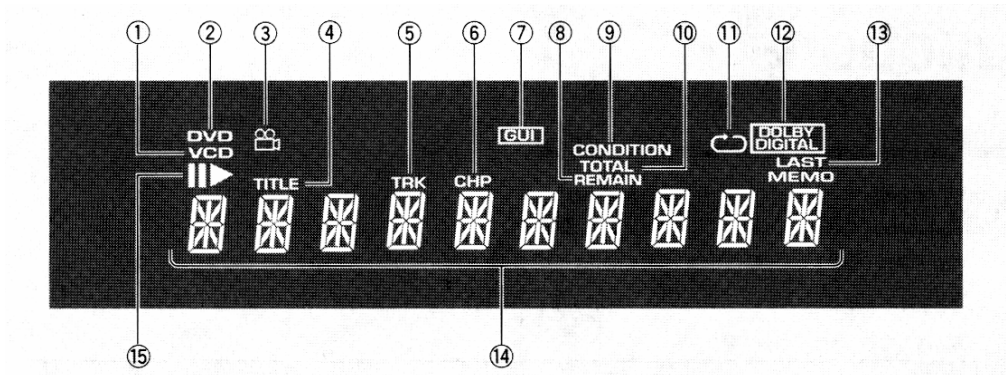 ① ② ③ ④ ⑤ ⑥ ⑦ ⑧ ⑨ ⑩ ⑪ ⑫ ⑬
DVD
VCD
GUI
CONDITION
TOTAL
REMAIN
DOLBY
DIGITAL
LAST
MEMO
TITLE
TRK
CHP
⑮ ⑭